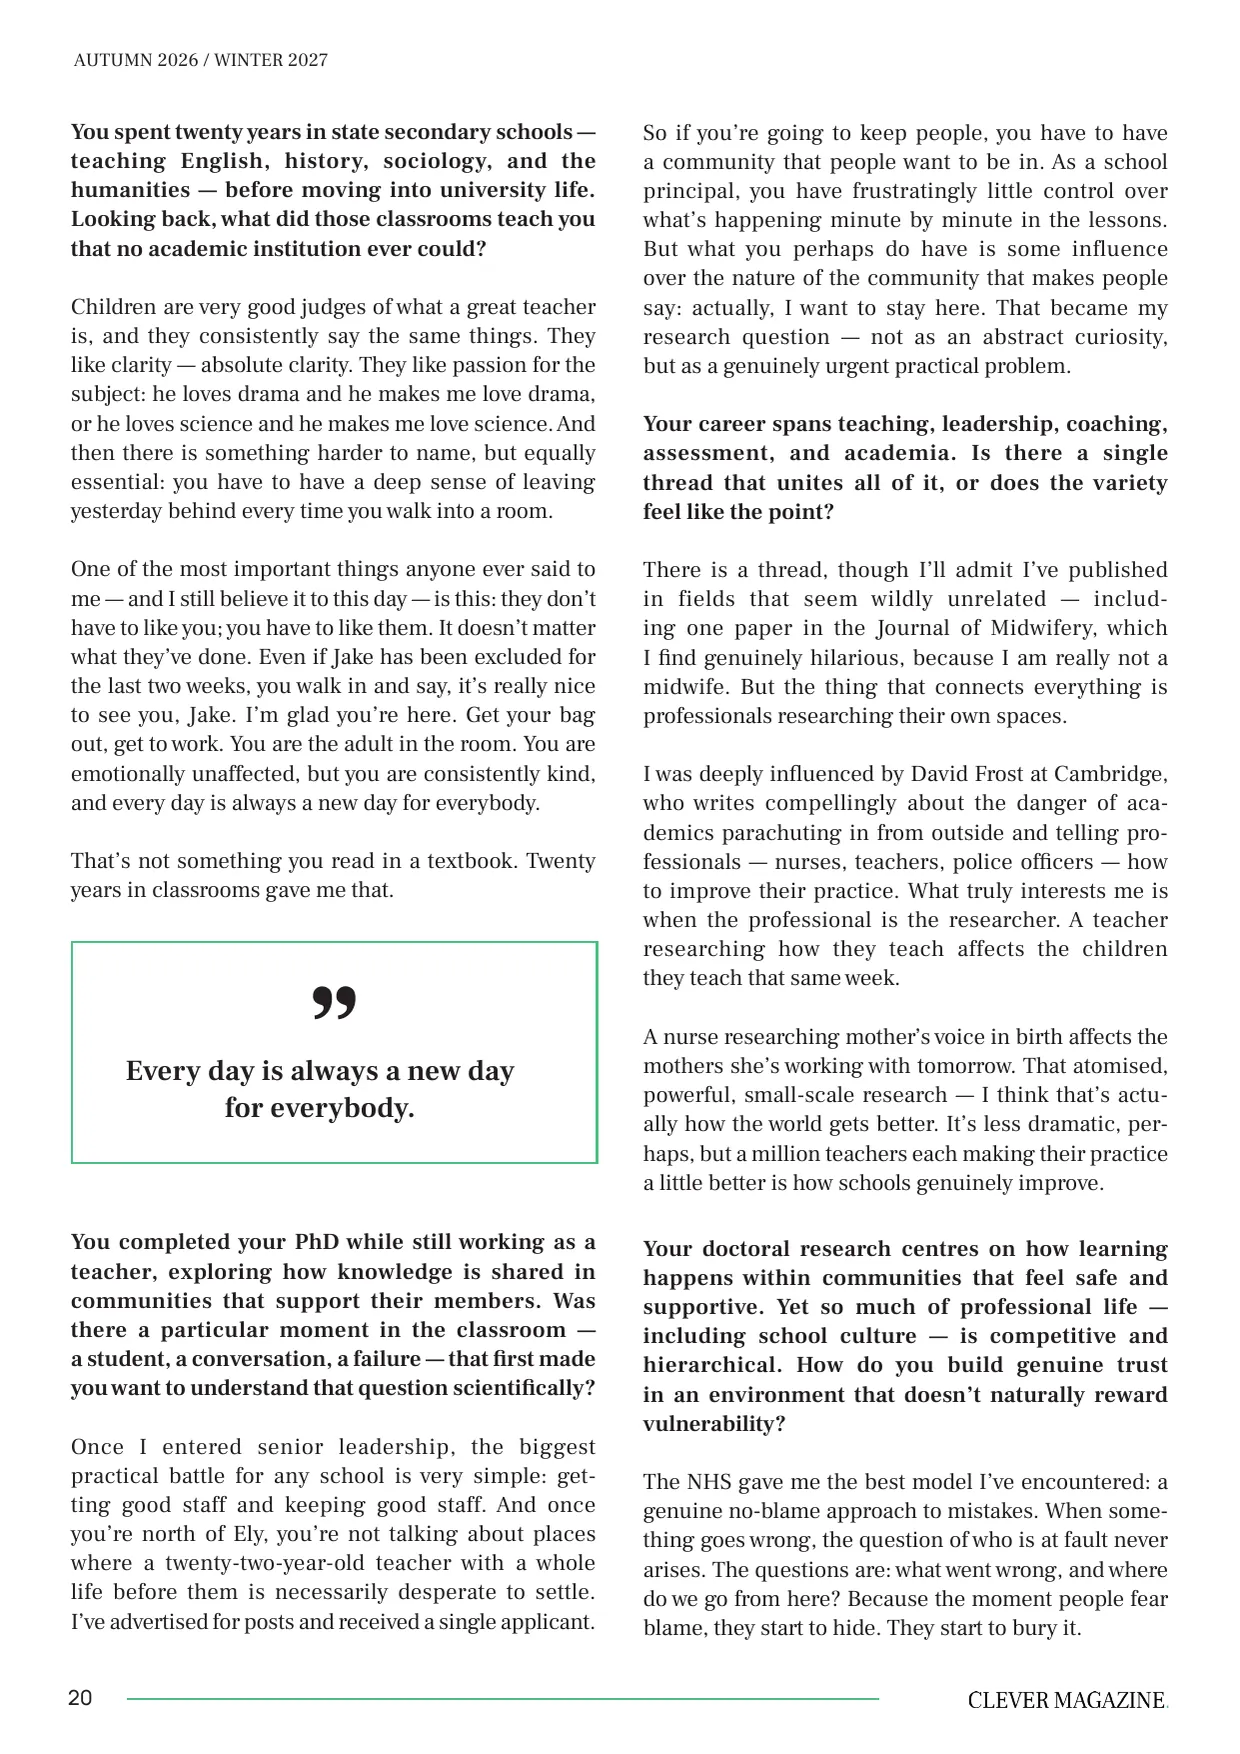 AUTUMN 2026 / WINTER 2027
You spent twenty years in state secondary schools —
teaching English, history, sociology, and the
humanities — before moving into university life.
Looking back, what did those classrooms teach you
that no academic institution ever could?
Children are very good judges of what a great teacher
is, and they consistently say the same things. They
like clarity — absolute clarity. They like passion for the
subject: he loves drama and he makes me love drama,
or he loves science and he makes me love science. And
then there is something harder to name, but equally
essential: you have to have a deep sense of leaving
yesterday behind every time you walk into a room.
One of the most important things anyone ever said to
me — and I still believe it to this day — is this: they don’t
have to like you; you have to like them. It doesn’t matter
what they’ve done. Even if Jake has been excluded for
the last two weeks, you walk in and say, it’s really nice
to see you, Jake. I’m glad you’re here. Get your bag
out, get to work. You are the adult in the room. You are
emotionally unaffected, but you are consistently kind,
and every day is always a new day for everybody.
That’s not something you read in a textbook. Twenty
years in classrooms gave me that.
”
Every day is always a new day
for everybody.
You completed your PhD while still working as a
teacher, exploring how knowledge is shared in
communities that support their members. Was
there a particular moment in the classroom —
a student, a conversation, a failure — that first made
you want to understand that question scientifically?
Once I entered senior leadership, the biggest
practical battle for any school is very simple: get-
ting good staff and keeping good staff. And once
you’re north of Ely, you’re not talking about places
where a twenty-two-year-old teacher with a whole
life before them is necessarily desperate to settle.
I’ve advertised for posts and received a single applicant.
So if you’re going to keep people, you have to have
a community that people want to be in. As a school
principal, you have frustratingly little control over
what’s happening minute by minute in the lessons.
But what you perhaps do have is some influence
over the nature of the community that makes people
say: actually, I want to stay here. That became my
research question — not as an abstract curiosity,
but as a genuinely urgent practical problem.
Your career spans teaching, leadership, coaching,
assessment, and academia. Is there a single
thread that unites all of it, or does the variety
feel like the point?
There is a thread, though I’ll admit I’ve published
in fields that seem wildly unrelated — includ-
ing one paper in the Journal of Midwifery, which
I find genuinely hilarious, because I am really not a
midwife. But the thing that connects everything is
professionals researching their own spaces.
I was deeply influenced by David Frost at Cambridge,
who writes compellingly about the danger of aca-
demics parachuting in from outside and telling pro-
fessionals — nurses, teachers, police officers — how
to improve their practice. What truly interests me is
when the professional is the researcher. A teacher
researching how they teach affects the children
they teach that same week.
A nurse researching mother’s voice in birth affects the
mothers she’s working with tomorrow. That atomised,
powerful, small-scale research — I think that’s actu-
ally how the world gets better. It’s less dramatic, per-
haps, but a million teachers each making their practice
a little better is how schools genuinely improve.
Your doctoral research centres on how learning
happens within communities that feel safe and
supportive. Yet so much of professional life —
including school culture — is competitive and
hierarchical. How do you build genuine trust
in an environment that doesn’t naturally reward
vulnerability?
The NHS gave me the best model I’ve encountered: a
genuine no-blame approach to mistakes. When some-
thing goes wrong, the question of who is at fault never
arises. The questions are: what went wrong, and where
do we go from here? Because the moment people fear
blame, they start to hide. They start to bury it.
20
CLEVER MAGAZINE